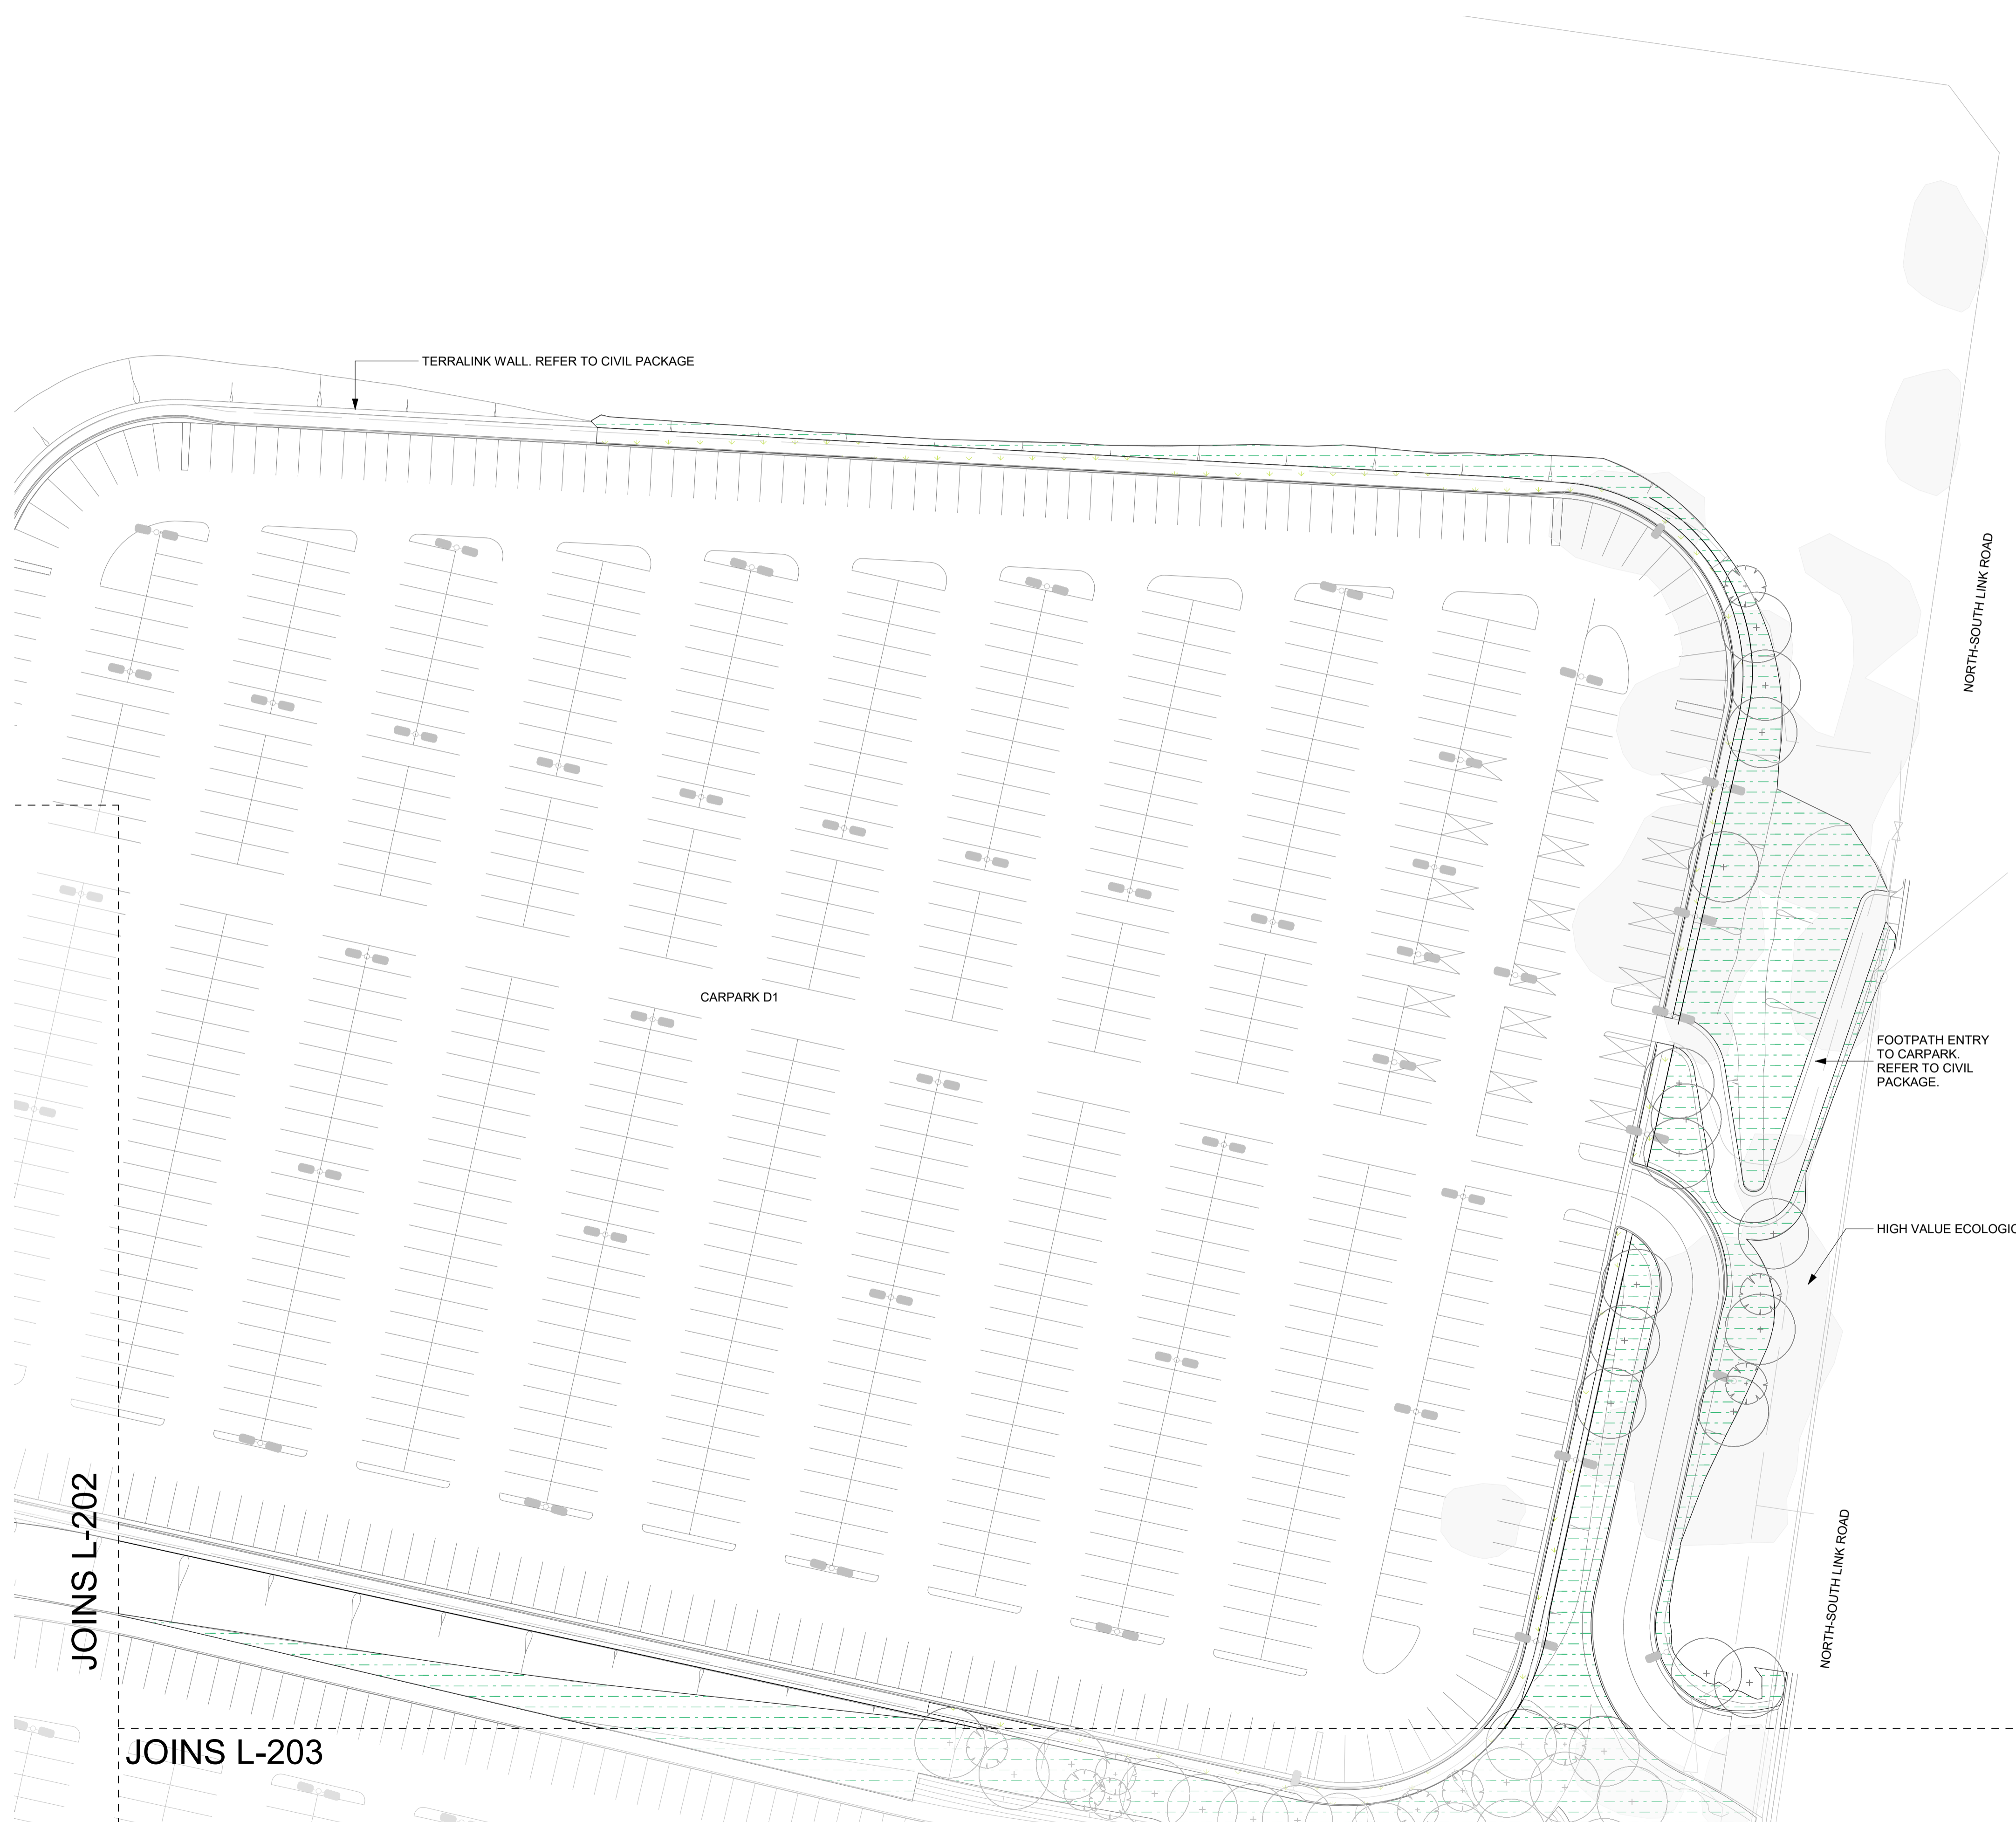 TERRALINK WALL. REFER TO CIVIL PACKAGE
NORTH-SOUTH LINK ROAD
CARPARK D1
FOOTPATH ENTRY
TO CARPARK.
REFER TO CIVIL
PACKAGE.
HIGH VALUE ECOLOGIC
JOINS L-202
NORTH-SOUTH LINK ROAD
JOINS L-203